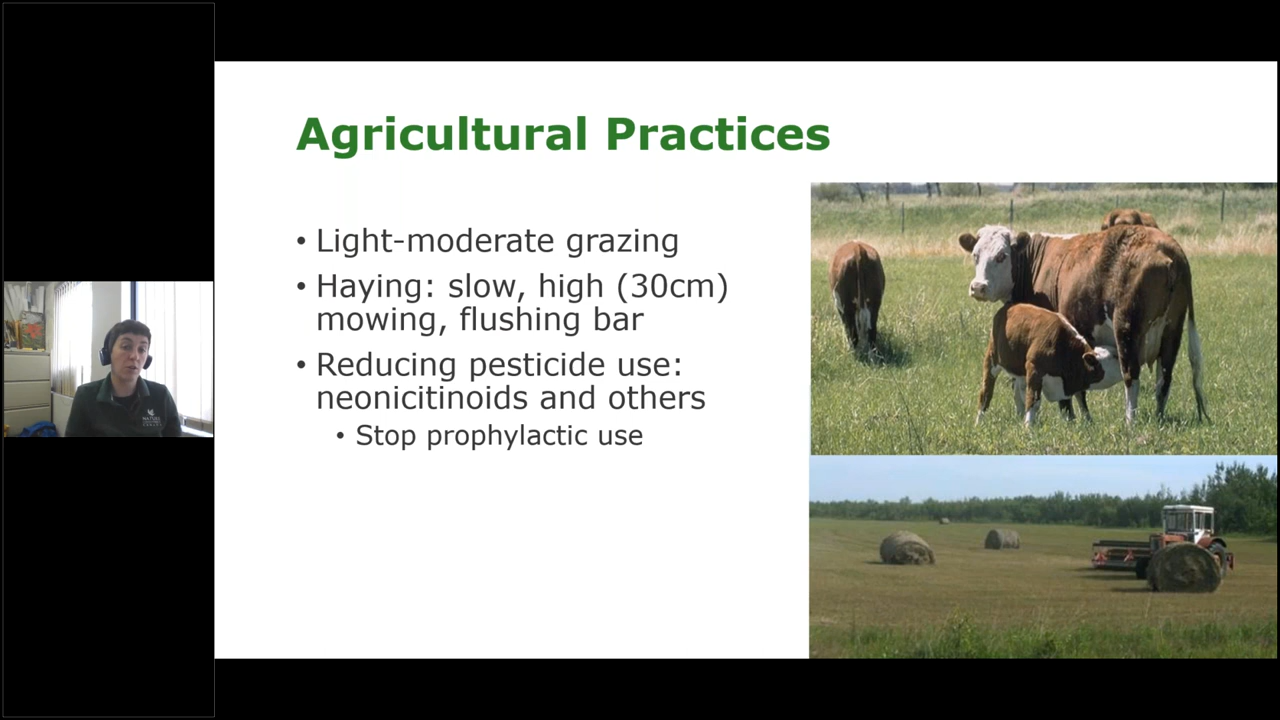 Agricultural Practices
• Light-moderate grazing
• Haying: slow, high (30cm)
mowing, flushing bar
• Reducing pesticide use:
neonicitinoids and others
• Stop prophylactic use
NATURE